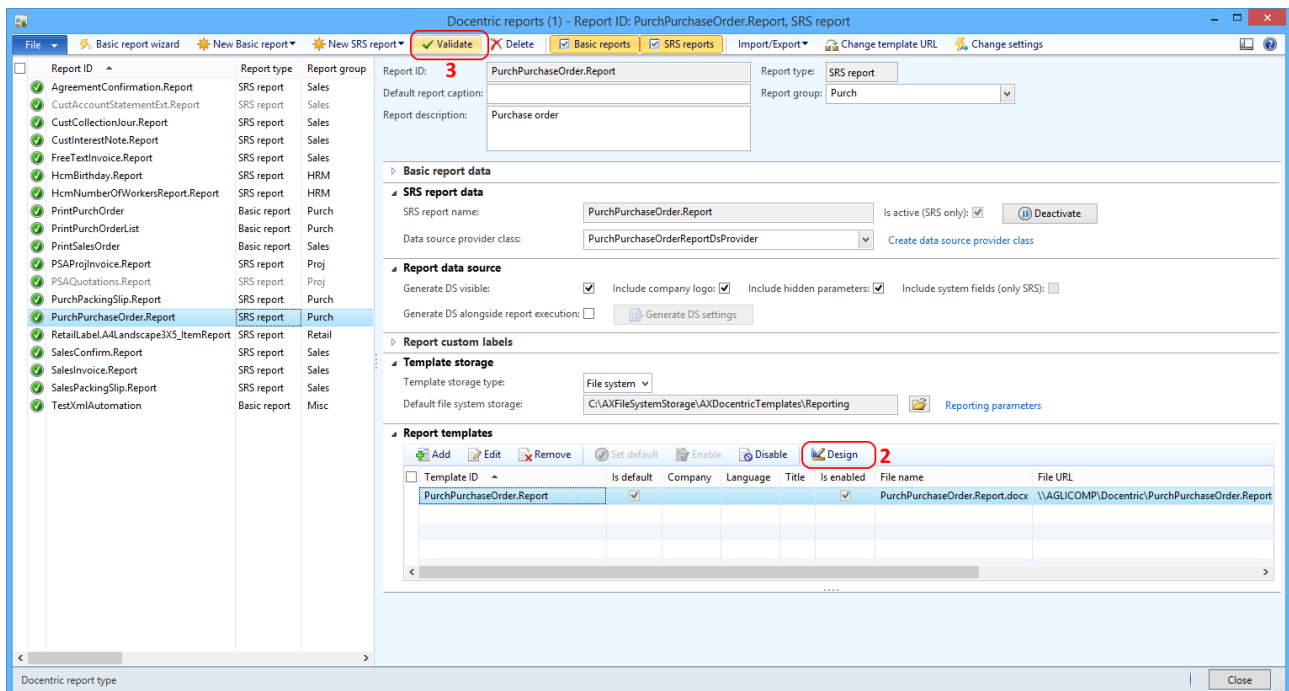 Docentric reports (1) - Report ID: PurchPurchaseOrder.Report, SRS report
File Basic report wizard New Basic report New SRS report Validate Delete Basic reports SRS reports Import/Export Change template URL Change settings
3
Report ID Report type Report group
AgreementConfirmation.Report SRS report Sales
CustAccountStatementExt.Report SRS report Sales
CustCollectionJour.Report SRS report Sales
CustInterestNote.Report SRS report Sales
FreeTextInvoice.Report SRS report Sales
HcmBirthday.Report SRS report HRM
HcmNumberOfWorkersReport.Report SRS report HRM
PrintPurchOrder Basic report Purch
PrintPurchOrderList Basic report Purch
PrintSalesOrder Basic report Sales
PSAProjInvoice.Report SRS report Proj
PSAQuotations.Report SRS report Proj
PurchPackingSlip.Report SRS report Purch
PurchPurchaseOrder.Report SRS report Purch
RetailLabel.A4Landscape3X5_ItemReport SRS report Retail
SalesConfirm.Report SRS report Sales
SalesInvoice.Report SRS report Sales
SalesPackingSlip.Report SRS report Sales
TestXmlAutomation Basic report Misc
Report ID: PurchPurchaseOrder.Report Report type: SRS report
Default report caption: Report group: Purch
Report description: Purchase order
Basic report data
SRS report data
SRS report name: PurchPurchaseOrder.Report Is active (SRS only): Deactivate
Data source provider class: PurchPurchaseOrderReportDsProvider Create data source provider class
Report data source
Generate DS visible: Include company logo: Include hidden parameters: Include system fields (only SRS):
Generate DS alongside report execution: Generate DS settings
Report custom labels
Template storage
Template storage type: File system
Default file system storage: C:\AXFileSystemStorage\AXDocentricTemplates\Reporting Reporting parameters
Report templates
Add Edit Remove Set default Enable Disable Design 2
Template ID Is default Company Language Title Is enabled File name File URL
PurchPurchaseOrder.Report PurchPurchaseOrder.Report.docx \\AGLICOMP\Docentric\PurchPurchaseOrder.Report
Docentric report type Close